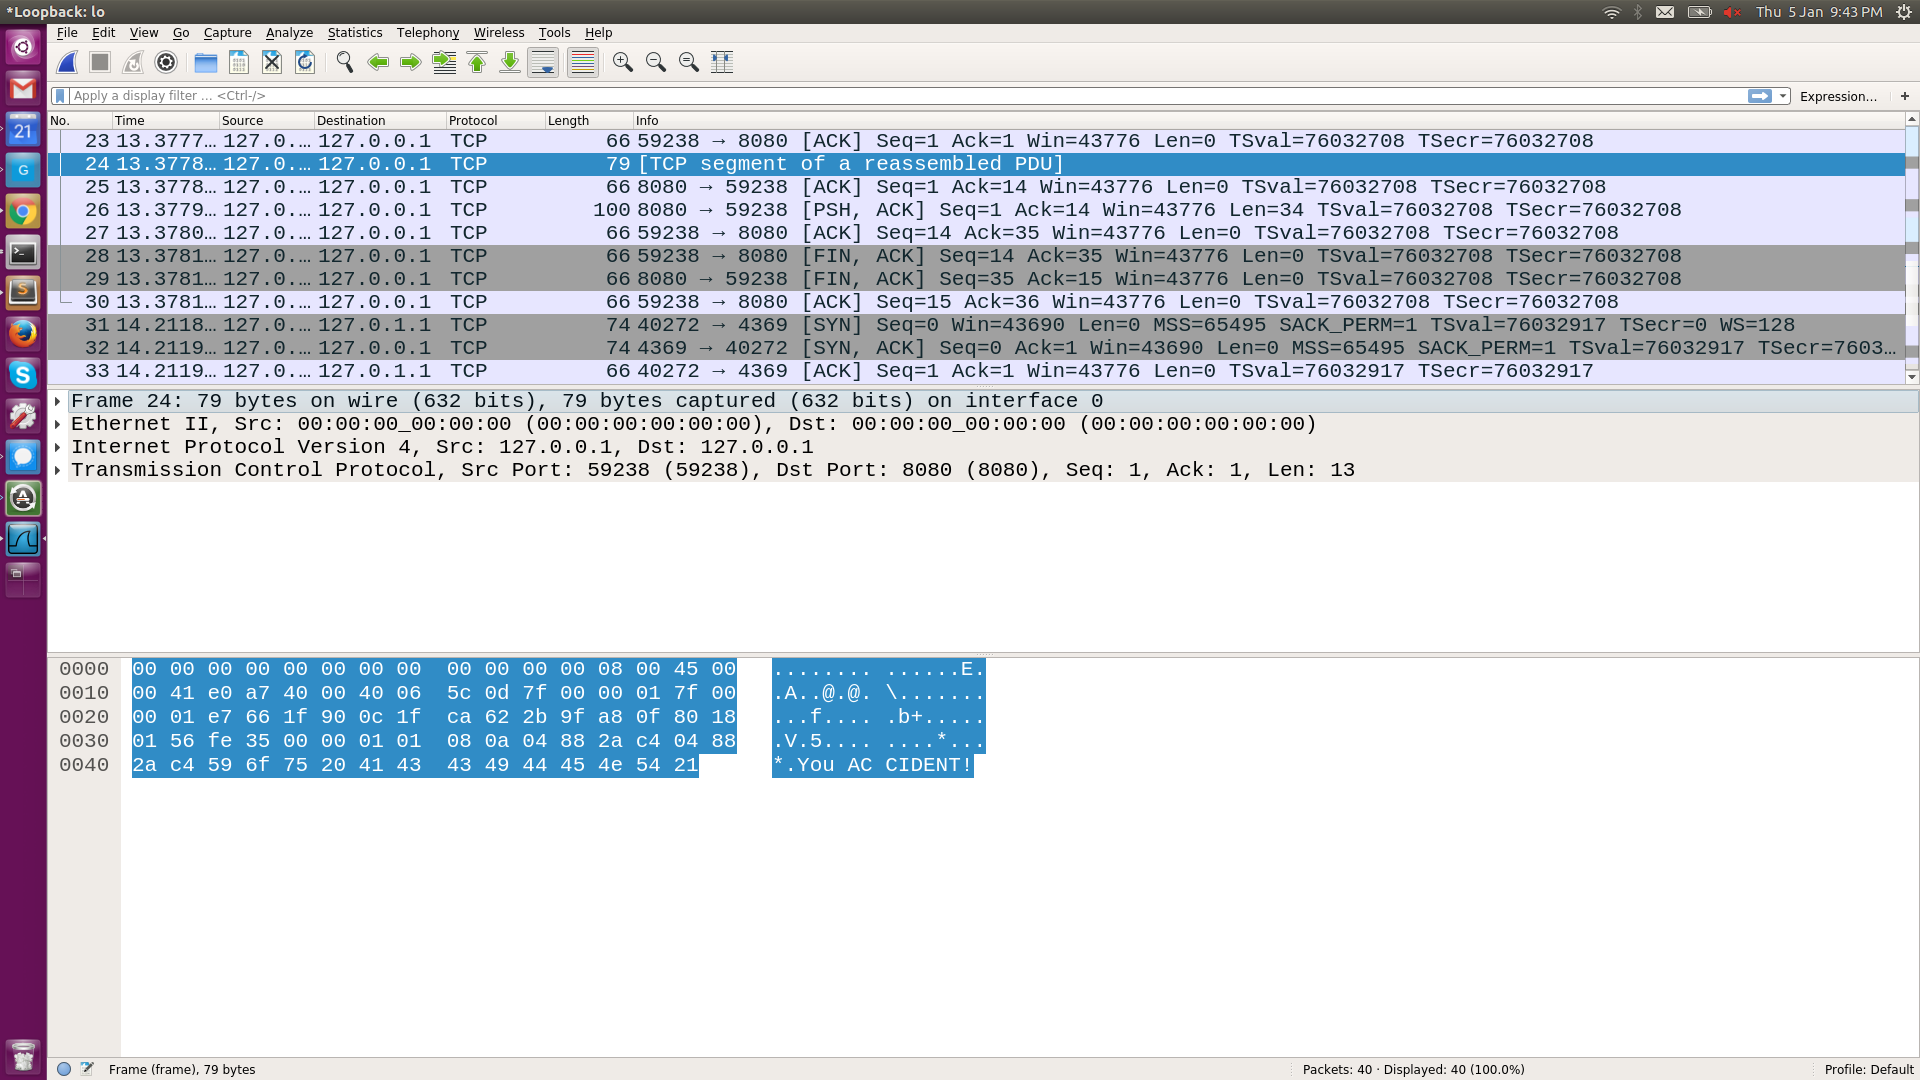 *Loopback: lo
Thu 5 Jan 9:43 PM
File Edit View Go Capture Analyze Statistics Telephony Wireless Tools Help
Apply a display filter ... <Ctrl-/>
Expression... +
No. Time Source Destination Protocol Length Info
23 13.3777… 127.0.… 127.0.0.1 TCP 66 59238 → 8080 [ACK] Seq=1 Ack=1 Win=43776 Len=0 TSval=76032708 TSecr=76032708
24 13.3778… 127.0.… 127.0.0.1 TCP 79 [TCP segment of a reassembled PDU]
25 13.3778… 127.0.… 127.0.0.1 TCP 66 8080 → 59238 [ACK] Seq=1 Ack=14 Win=43776 Len=0 TSval=76032708 TSecr=76032708
26 13.3779… 127.0.… 127.0.0.1 TCP 100 8080 → 59238 [PSH, ACK] Seq=1 Ack=14 Win=43776 Len=34 TSval=76032708 TSecr=76032708
27 13.3780… 127.0.… 127.0.0.1 TCP 66 59238 → 8080 [ACK] Seq=14 Ack=35 Win=43776 Len=0 TSval=76032708 TSecr=76032708
28 13.3781… 127.0.… 127.0.0.1 TCP 66 59238 → 8080 [FIN, ACK] Seq=14 Ack=35 Win=43776 Len=0 TSval=76032708 TSecr=76032708
29 13.3781… 127.0.… 127.0.0.1 TCP 66 8080 → 59238 [FIN, ACK] Seq=35 Ack=15 Win=43776 Len=0 TSval=76032708 TSecr=76032708
30 13.3781… 127.0.… 127.0.0.1 TCP 66 59238 → 8080 [ACK] Seq=15 Ack=36 Win=43776 Len=0 TSval=76032708 TSecr=76032708
31 14.2118… 127.0.… 127.0.1.1 TCP 74 40272 → 4369 [SYN] Seq=0 Win=43690 Len=0 MSS=65495 SACK_PERM=1 TSval=76032917 TSecr=0 WS=128
32 14.2119… 127.0.… 127.0.1.1 TCP 74 4369 → 40272 [SYN, ACK] Seq=0 Ack=1 Win=43690 Len=0 MSS=65495 SACK_PERM=1 TSval=76032917 TSecr=7603…
33 14.2119… 127.0.… 127.0.1.1 TCP 66 40272 → 4369 [ACK] Seq=1 Ack=1 Win=43776 Len=0 TSval=76032917 TSecr=76032917
Frame 24: 79 bytes on wire (632 bits), 79 bytes captured (632 bits) on interface 0
Ethernet II, Src: 00:00:00_00:00:00 (00:00:00:00:00:00), Dst: 00:00:00_00:00:00 (00:00:00:00:00:00)
Internet Protocol Version 4, Src: 127.0.0.1, Dst: 127.0.0.1
Transmission Control Protocol, Src Port: 59238 (59238), Dst Port: 8080 (8080), Seq: 1, Ack: 1, Len: 13
0000 00 00 00 00 00 00 00 00 00 00 00 00 08 00 45 00 ........ ......E.
0010 00 41 e0 a7 40 00 40 06 5c 0d 7f 00 00 01 7f 00 .A..@.@. \.......
0020 00 01 e7 66 1f 90 0c 1f ca 62 2b 9f a8 0f 80 18 ...f.... .b+.....
0030 01 56 fe 35 00 00 01 01 08 0a 04 88 2a c4 04 88 .V.5.... ....*...
0040 2a c4 59 6f 75 20 41 43 43 49 44 45 4e 54 21 *.You AC CIDENT!
Frame (frame), 79 bytes
Packets: 40 · Displayed: 40 (100.0%)
Profile: Default
21
G
S
S
A